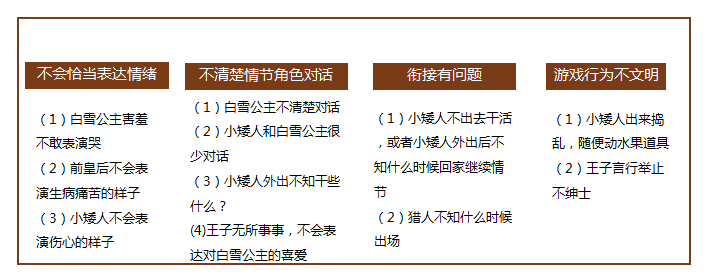 不会恰当表达情绪
（1）白雪公主害羞
不敢表演哭
（2）前皇后不会表
演生病痛苦的样子
（3）小矮人不会表
演伤心的样子
不清楚情节角色对话
（1）白雪公主不清楚对话
（2）小矮人和白雪公主很
少对话
（3）小矮人外出不知干些
什么？
(4)王子无所事事，不会表
达对白雪公主的喜爱
衔接有问题
（1）小矮人不出去干活
，或者小矮人外出后不
知什么时候回家继续情
节
（2）猎人不知什么时候
出场
游戏行为不文明
（1）小矮人出来捣
乱，随便动水果道具
（2）王子言行举止
不绅士